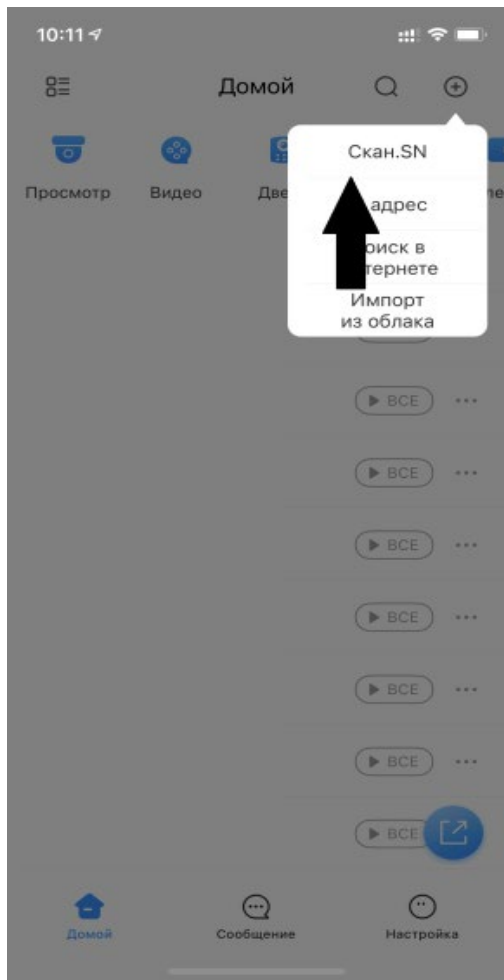 10:11
Домой
Скан.SN
Просмотр Видео
адрес
Импорт
из облака
ВСЕ
ВСЕ
ВСЕ
ВСЕ
ВСЕ
ВСЕ
ВСЕ
Домой Сообщение Настройка